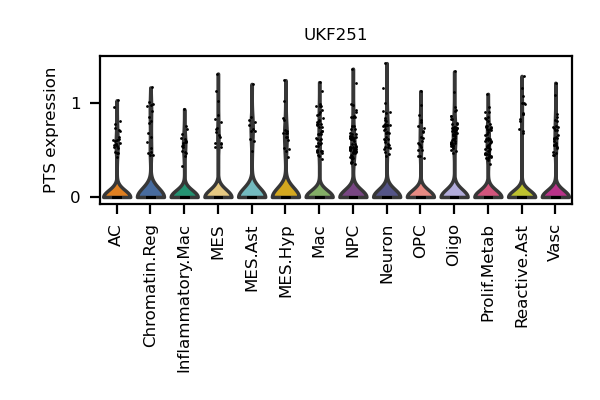 UKF251
PTS expression
1
0
AC
Chromatin.Reg
Inflammatory.Mac
MES
MES.Ast
MES.Hyp
Mac
NPC
Neuron
OPC
Oligo
Prolif.Metab
Reactive.Ast
Vasc